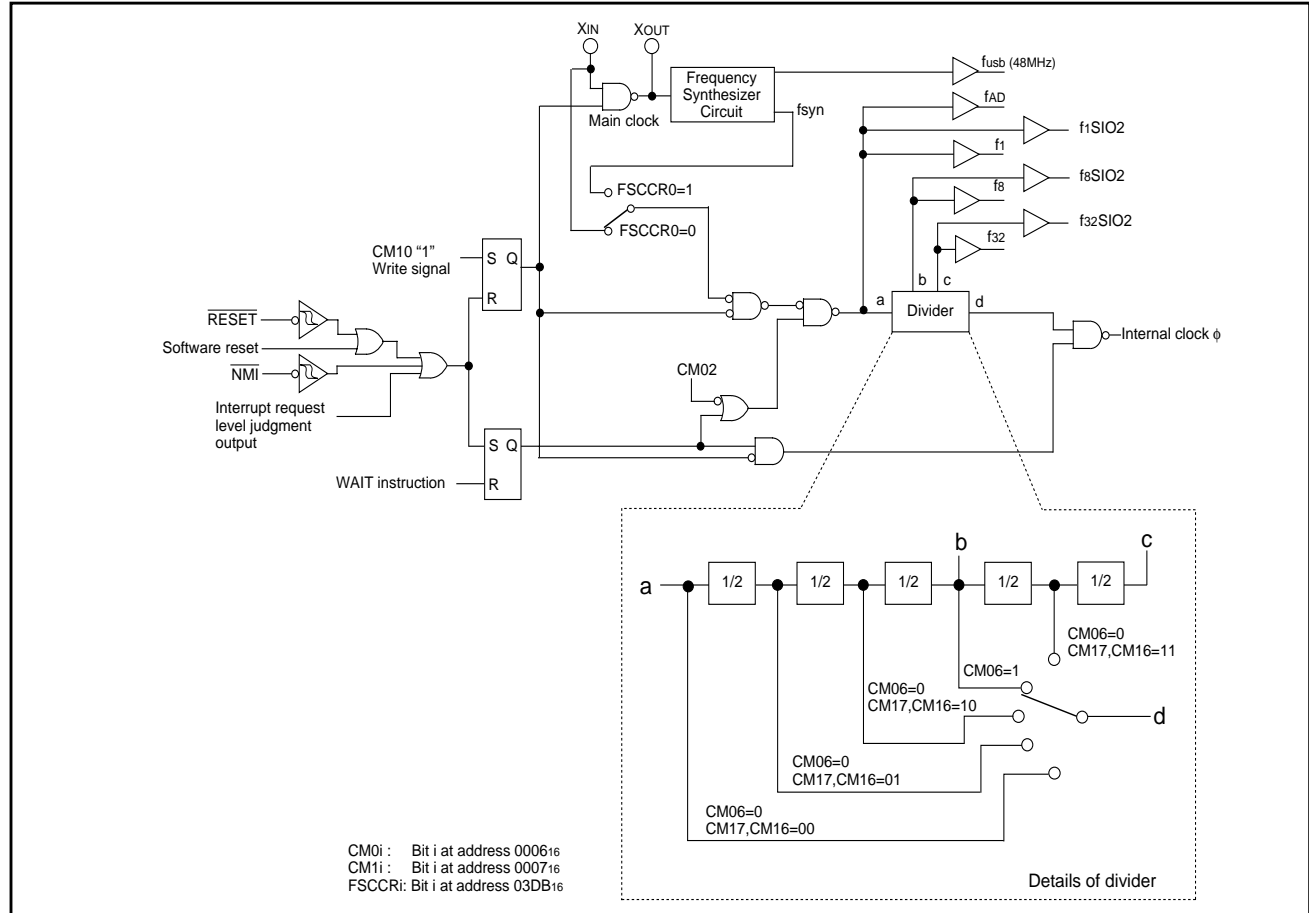 XIN
XOUT
fusb (48MHz)
Frequency
Synthesizer
Circuit
fAD
Main clock
fsyn
f1SIO2
f1
FSCCR0=1
f8SIO2
f8
FSCCR0=0
f32SIO2
CM10 “1”
Write signal
S Q
R
f32
b c
a
Divider
d
RESET
Software reset
NMI
Internal clock ϕ
CM02
Interrupt request
level judgment
output
S Q
R
WAIT instruction
b
c
a
1/2
1/2
1/2
1/2
1/2
CM06=0
CM17,CM16=11
CM06=1
CM06=0
CM17,CM16=10
d
CM06=0
CM17,CM16=01
CM06=0
CM17,CM16=00
CM0i : Bit i at address 000616
CM1i : Bit i at address 000716
FSCCRi: Bit i at address 03DB16
Details of divider